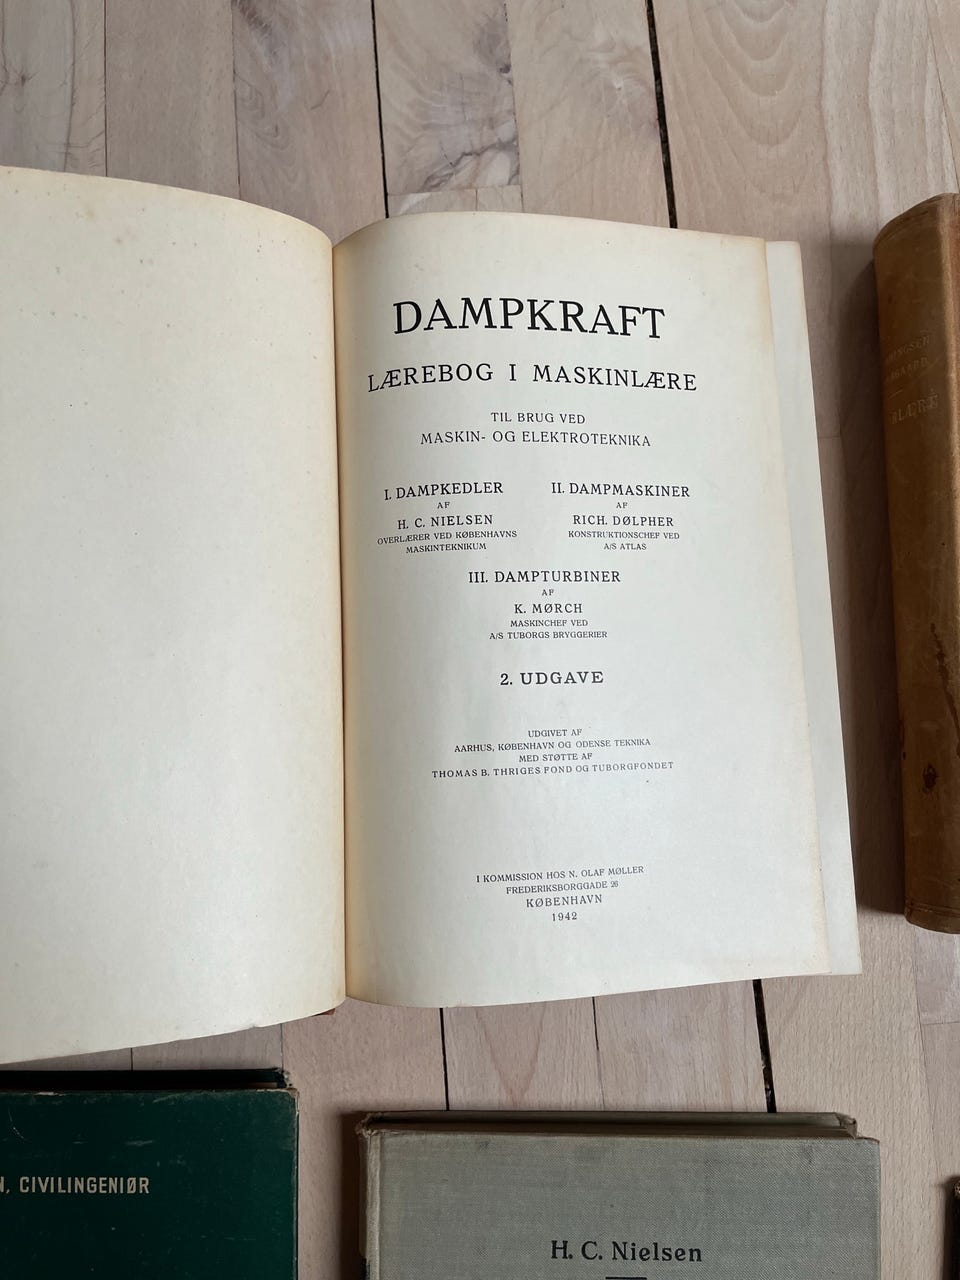 DAMPKRAFT
LÆREBOG I MASKINLÆRE
TIL BRUG VED
MASKIN- OG ELEKTROTEKNIKA
I. DAMPKEDLER
AF
H. C. NIELSEN
OVERLÆRER VED KØBENHAVNS
MASKINTEKNIKUM
II. DAMPMASKINER
AF
RICH. DØLPHER
KONSTRUKTIONSCHEF VED
A/S ATLAS
III. DAMPTURBINER
AF
K. MØRCH
MASKINCHEF VED
A/S TUBORGS BRYGGERIER
2. UDGAVE
UDGIVET AF
AARHUS, KØBENHAVN OG ODENSE TEKNIKA
MED STØTTE AF
THOMAS B. THRIGES FOND OG TUBORGFONDET
I KOMMISSION HOS N. OLAF MØLLER
FREDERIKSBORGGADE 26
KØBENHAVN
1942
N, CIVILINGENIØR
H. C. Nielsen